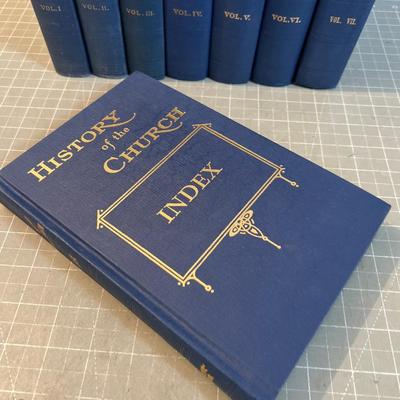 VOL. I
VOL. II.
VOL. III.
VOL. IV.
VOL. V.
VOL. VI.
VOL. VII.
HISTORY
of the
CHURCH
INDEX